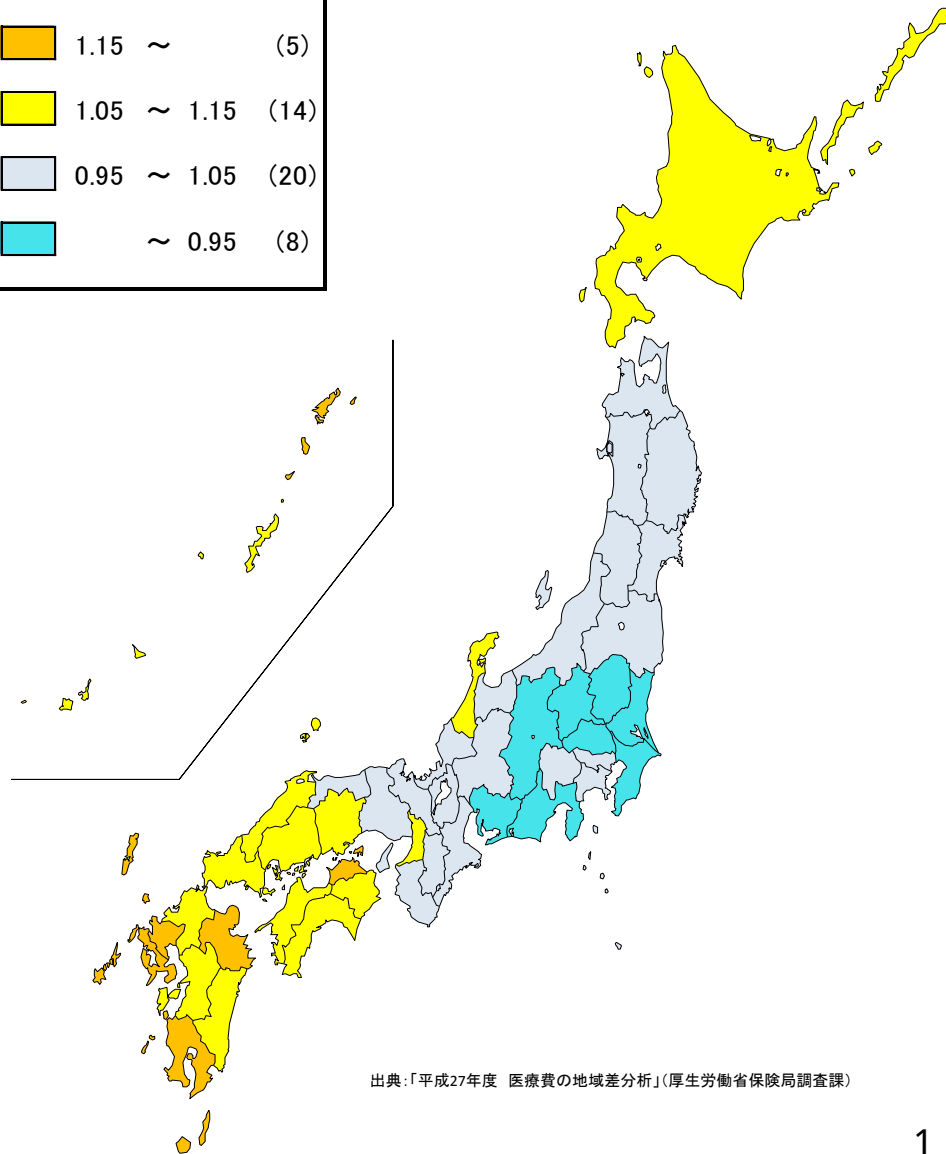 1.15 ～ （5）
1.05 ～ 1.15 （14）
0.95 ～ 1.05 （20）
～ 0.95 （8）
出典：「平成27年度 医療費の地域差分析」（厚生労働省保険局調査課）
1